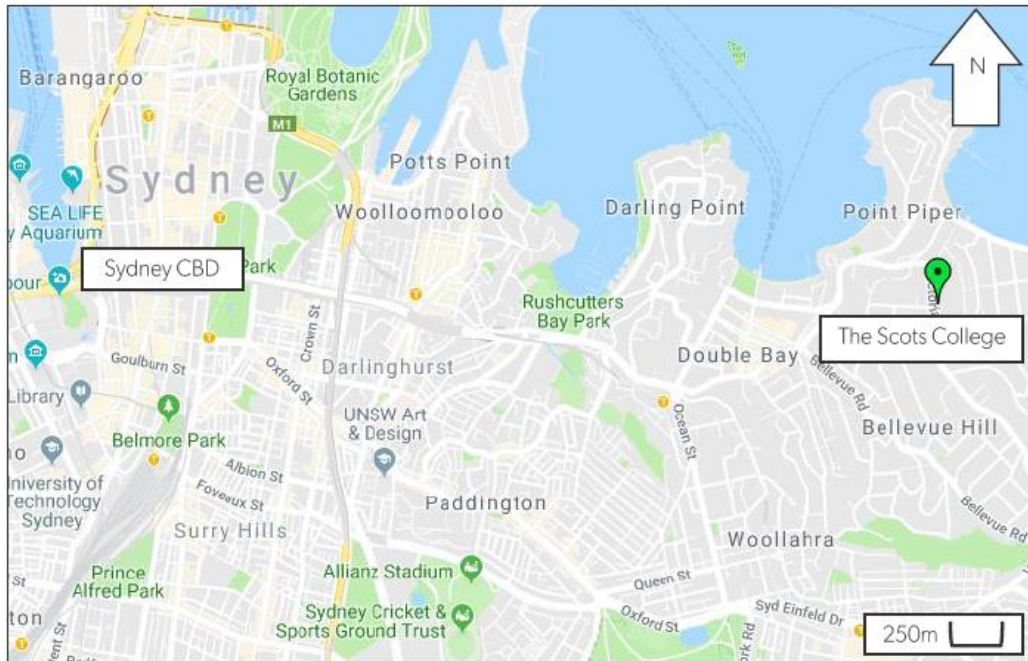 N
Barangaroo
Royal Botanic
Gardens
M1
Potts Point
Sydney
SEA LIFE
y Aquarium
Woolloomooloo
Darling Point
Point Piper
Sydney CBD
Park
bour
Rushcutters
Bay Park
The Scots College
Crown St
Goulburn St
Oxford St
Darlinghurst
Double Bay
Bellevue Rd
Library
UNSW Art
& Design
Ocean St
Bellevue Hill
Belmore Park
Albion St
University of
Technology
Sydney
Foveaux St
Paddington
Surry Hills
Woollahra
Bellevue Rd
Prince
Alfred Park
Allianz Stadium
Queen St
Sydney Cricket &
Sports Ground Trust
Oxford St
Syd Einfeld Dr
ton
250m